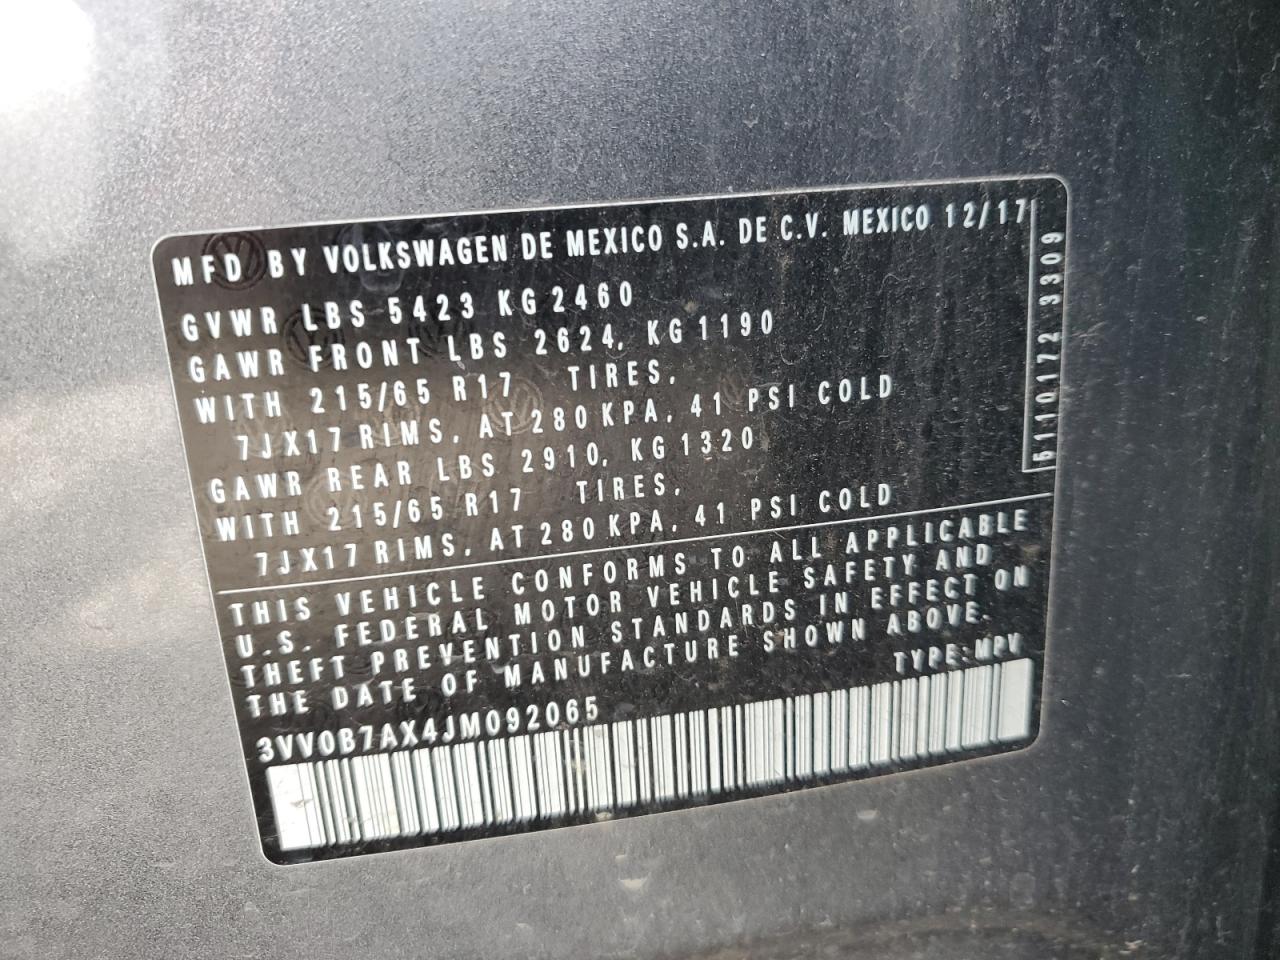 MFD BY VOLKSWAGEN DE MEXICO S.A. DE C.V. MEXICO 12/17
GVWR LBS 5423 KG 2460
GAWR FRONT LBS 2624, KG 1190
WITH 215/65 R17 TIRES,
7JX17 RIMS, AT 280 KPA, 41 PSI COLD
GAWR REAR LBS 2910, KG 1320
WITH 215/65 R17 TIRES,
7JX17 RIMS, AT 280 KPA, 41 PSI COLD
5110172 3309
THIS VEHICLE CONFORMS TO ALL APPLICABLE
U.S. FEDERAL MOTOR VEHICLE SAFETY AND
THEFT PREVENTION STANDARDS IN EFFECT ON
THE DATE OF MANUFACTURE SHOWN ABOVE.
TYPE: MPV
3VV0B7AX4JM092065